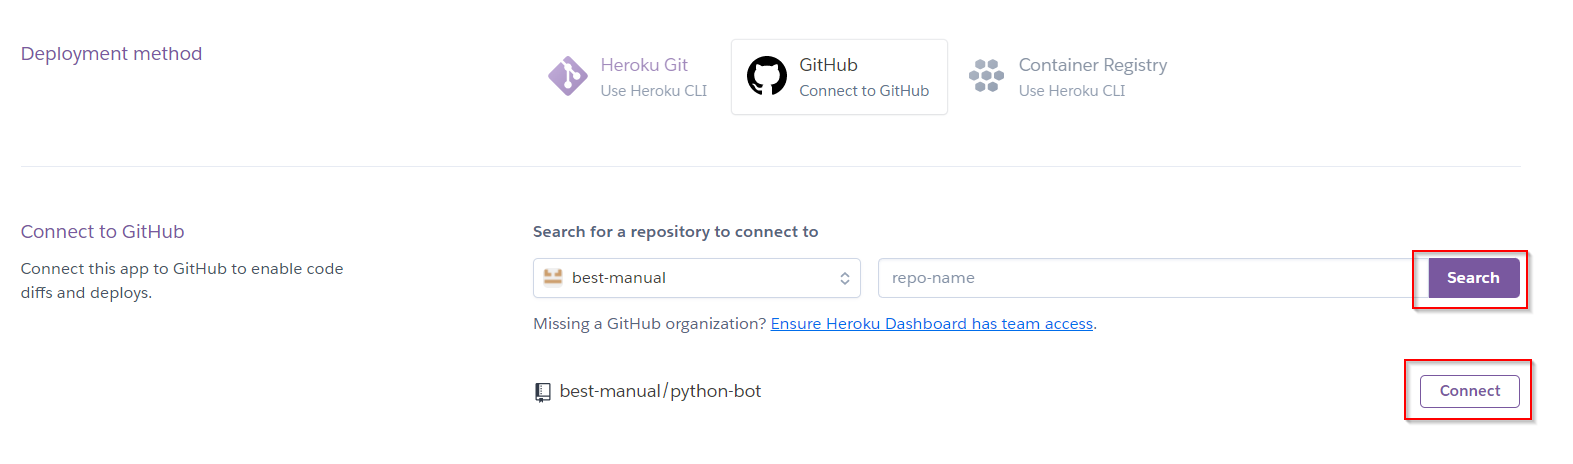 Deployment method
Heroku Git
Use Heroku CLI
GitHub
Connect to GitHub
Container Registry
Use Heroku CLI
Connect to GitHub
Connect this app to GitHub to enable code
diffs and deploys.
Search for a repository to connect to
best-manual
repo-name
Search
Missing a GitHub organization? Ensure Heroku Dashboard has team access.
best-manual/python-bot
Connect